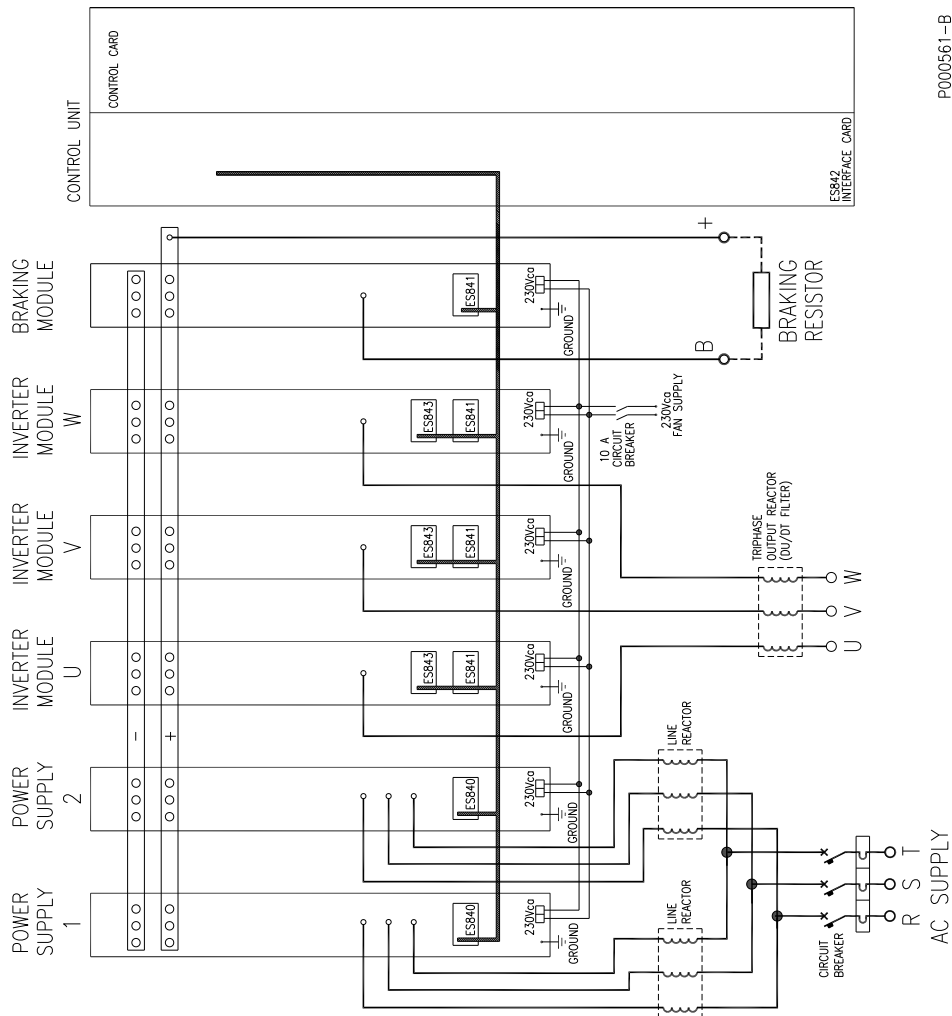 P000561-B
CONTROL UNIT
CONTROL CARD
ES842
INTERFACE CARD
BRAKING
MODULE
ES841
230Vca
GROUND
+
B
BRAKING
RESISTOR
INVERTER
MODULE
W
ES843
ES841
230Vca
GROUND
10 A
CIRCUIT
BREAKER
230Vca
FAN SUPPLY
INVERTER
MODULE
V
ES843
ES841
230Vca
GROUND
TRIPHASE
OUTPUT REACTOR
(DU/DT FILTER)
W
V
U
INVERTER
MODULE
U
ES843
ES841
230Vca
GROUND
-
+
POWER
SUPPLY
2
ES840
230Vca
GROUND
LINE
REACTOR
POWER
SUPPLY
1
ES840
230Vca
GROUND
LINE
REACTOR
CIRCUIT
BREAKER
R S T
AC SUPPLY